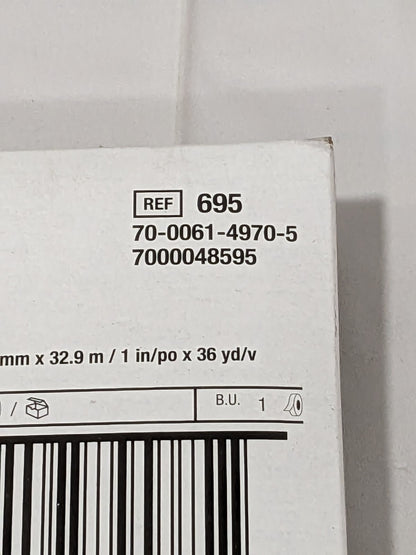 REF 695
70-0061-4970-5
7000048595
mm x 32.9 m / 1 in/po x 36 yd/v
/ B.U. 1